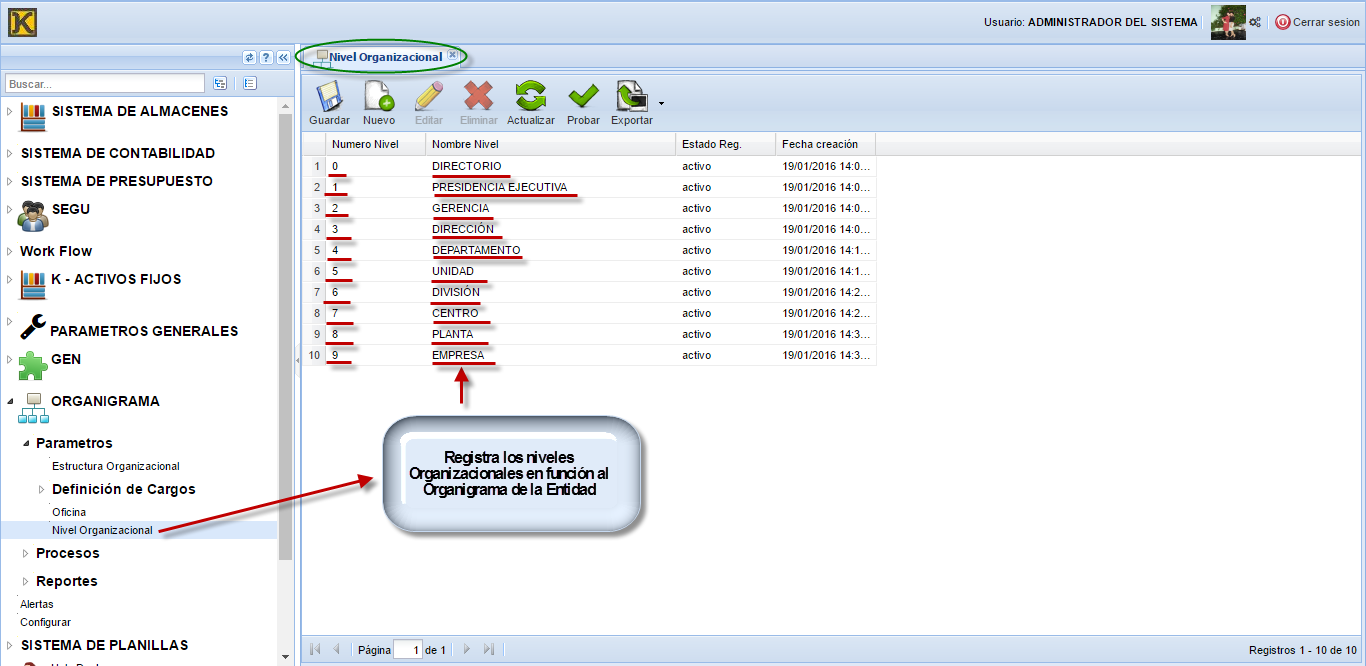 K
Usuario: ADMINISTRADOR DEL SISTEMA
Cerrar sesion
Nivel Organizacional
Buscar...
SISTEMA DE ALMACENES
SISTEMA DE CONTABILIDAD
SISTEMA DE PRESUPUESTO
SEGU
Work Flow
K - ACTIVOS FIJOS
PARAMETROS GENERALES
GEN
ORGANIGRAMA
Parametros
Estructura Organizacional
Definición de Cargos
Oficina
Nivel Organizacional
Procesos
Reportes
Alertas
Configurar
SISTEMA DE PLANILLAS
Guardar Nuevo Editar Eliminar Actualizar Probar Exportar
Numero Nivel Nombre Nivel Estado Reg. Fecha creación
1 0 DIRECTORIO activo 19/01/2016 14:0...
2 1 PRESIDENCIA EJECUTIVA activo 19/01/2016 14:0...
3 2 GERENCIA activo 19/01/2016 14:0...
4 3 DIRECCIÓN activo 19/01/2016 14:0...
5 4 DEPARTAMENTO activo 19/01/2016 14:1...
6 5 UNIDAD activo 19/01/2016 14:1...
7 6 DIVISIÓN activo 19/01/2016 14:2...
8 7 CENTRO activo 19/01/2016 14:2...
9 8 PLANTA activo 19/01/2016 14:3...
10 9 EMPRESA activo 19/01/2016 14:3...
Registra los niveles
Organizacionales en función al
Organigrama de la Entidad
Página 1 de 1
Registros 1 - 10 de 10